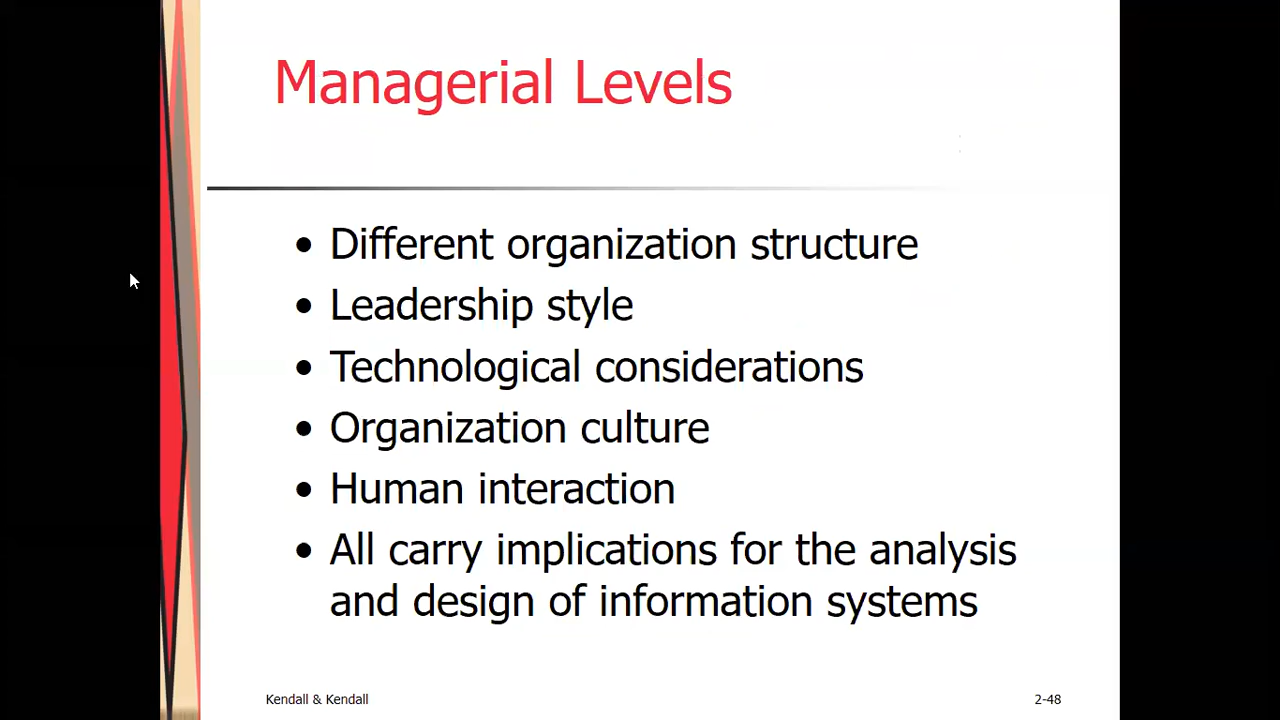 Managerial Levels
• Different organization structure
• Leadership style
• Technological considerations
• Organization culture
• Human interaction
• All carry implications for the analysis
and design of information systems
Kendall & Kendall
2-48